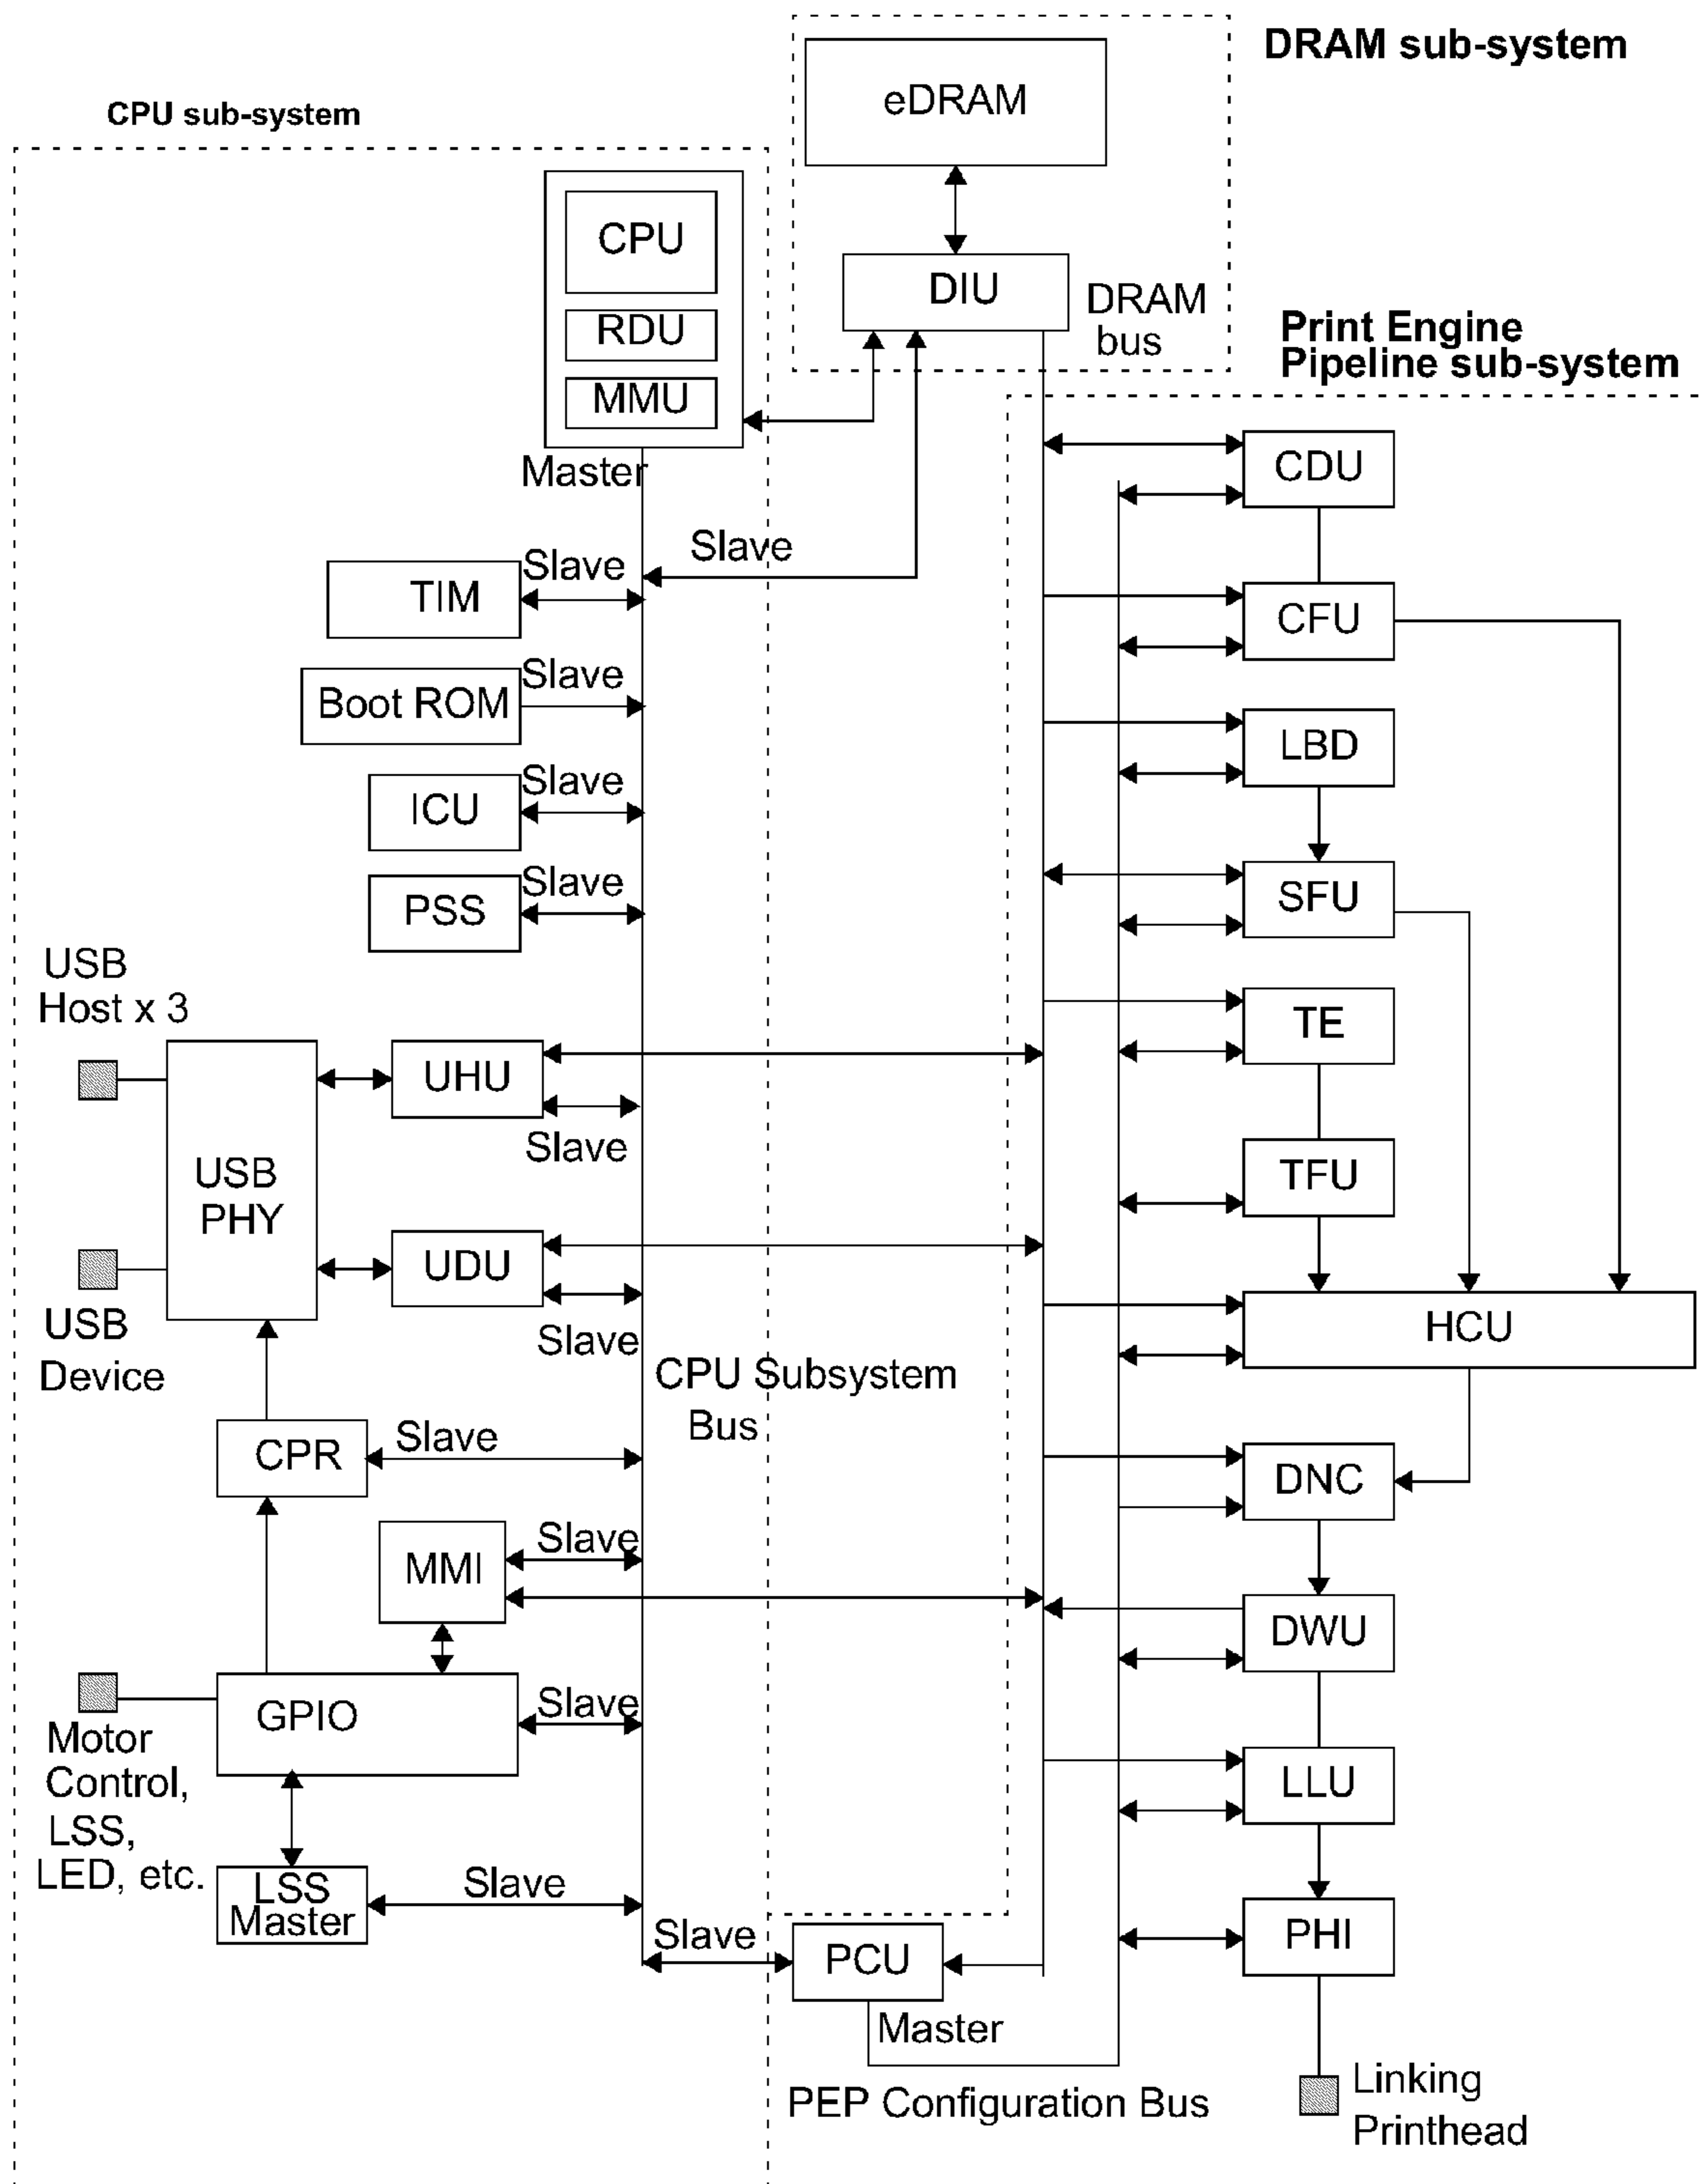 DRAM sub-system
eDRAM
CPU sub-system
CPU
DIU
RDU
DRAM
bus
Print Engine
Pipeline sub-system
MMU
Master
CDU
Slave
Slave
TIM
CFU
Slave
Boot ROM
LBD
Slave
ICU
Slave
PSS
SFU
USB
Host x 3
TE
UHU
Slave
USB
PHY
TFU
UDU
USB
Device
Slave
HCU
CPU Subsystem
Bus
Slave
CPR
DNC
Slave
MMI
DWU
Slave
GPIO
Motor
Control,
LSS,
LED, etc.
LLU
LSS
Master
Slave
Slave
PCU
PHI
Master
PEP Configuration Bus
Linking
Printhead